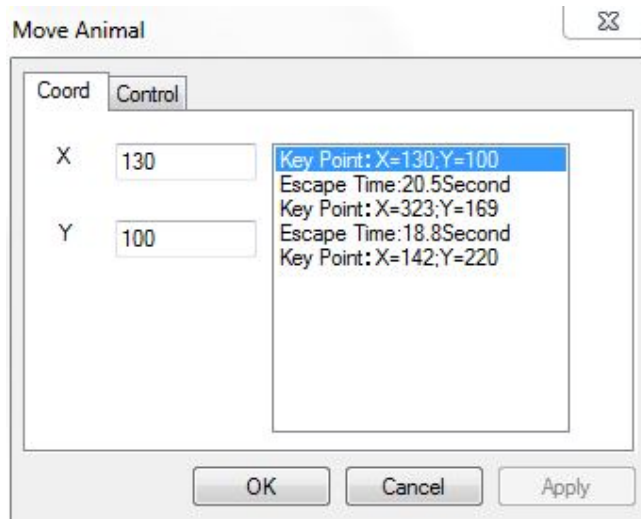 Move Animal
Coord
Control
X
130
Y
100
Key Point:X=130;Y=100
Escape Time:20.5Second
Key Point:X=323;Y=169
Escape Time:18.8Second
Key Point:X=142;Y=220
OK
Cancel
Apply